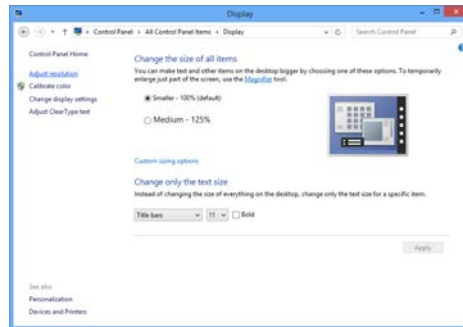 Display
Control Panel ▸ All Control Panel Items ▸ Display
Search Control Panel
Control Panel Home
Adjust resolution
Calibrate color
Change display settings
Adjust ClearType text
Change the size of all items
You can make text and other items on the desktop bigger by choosing one of these options. To temporarily
enlarge just part of the screen, use the Magnifier tool.
Smaller - 100% (default)
Medium - 125%
Custom sizing options
Change only the text size
Instead of changing the size of everything on the desktop, change only the text size for a specific item.
Title bars 11 Bold
Apply
See also
Personalization
Devices and Printers